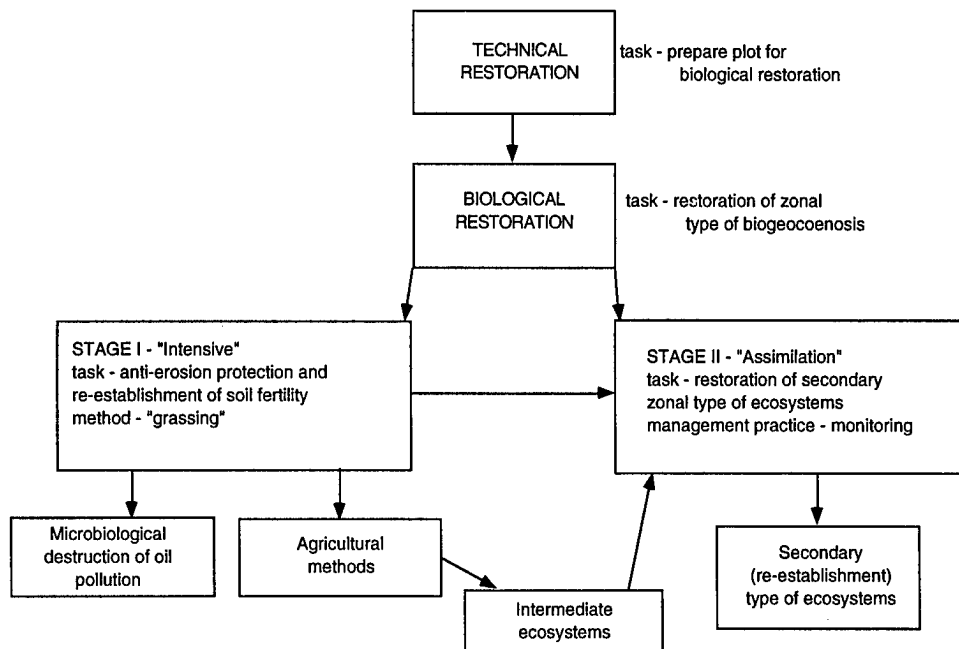 TECHNICAL
RESTORATION
task - prepare plot for
biological restoration
BIOLOGICAL
RESTORATION
task - restoration of zonal
type of biogeocoenosis
STAGE I - "Intensive"
task - anti-erosion protection and
re-establishment of soil fertility
method - "grassing"
STAGE II - "Assimilation"
task - restoration of secondary
zonal type of ecosystems
management practice - monitoring
Microbiological
destruction of oil
pollution
Agricultural
methods
Intermediate
ecosystems
Secondary
(re-establishment)
type of ecosystems